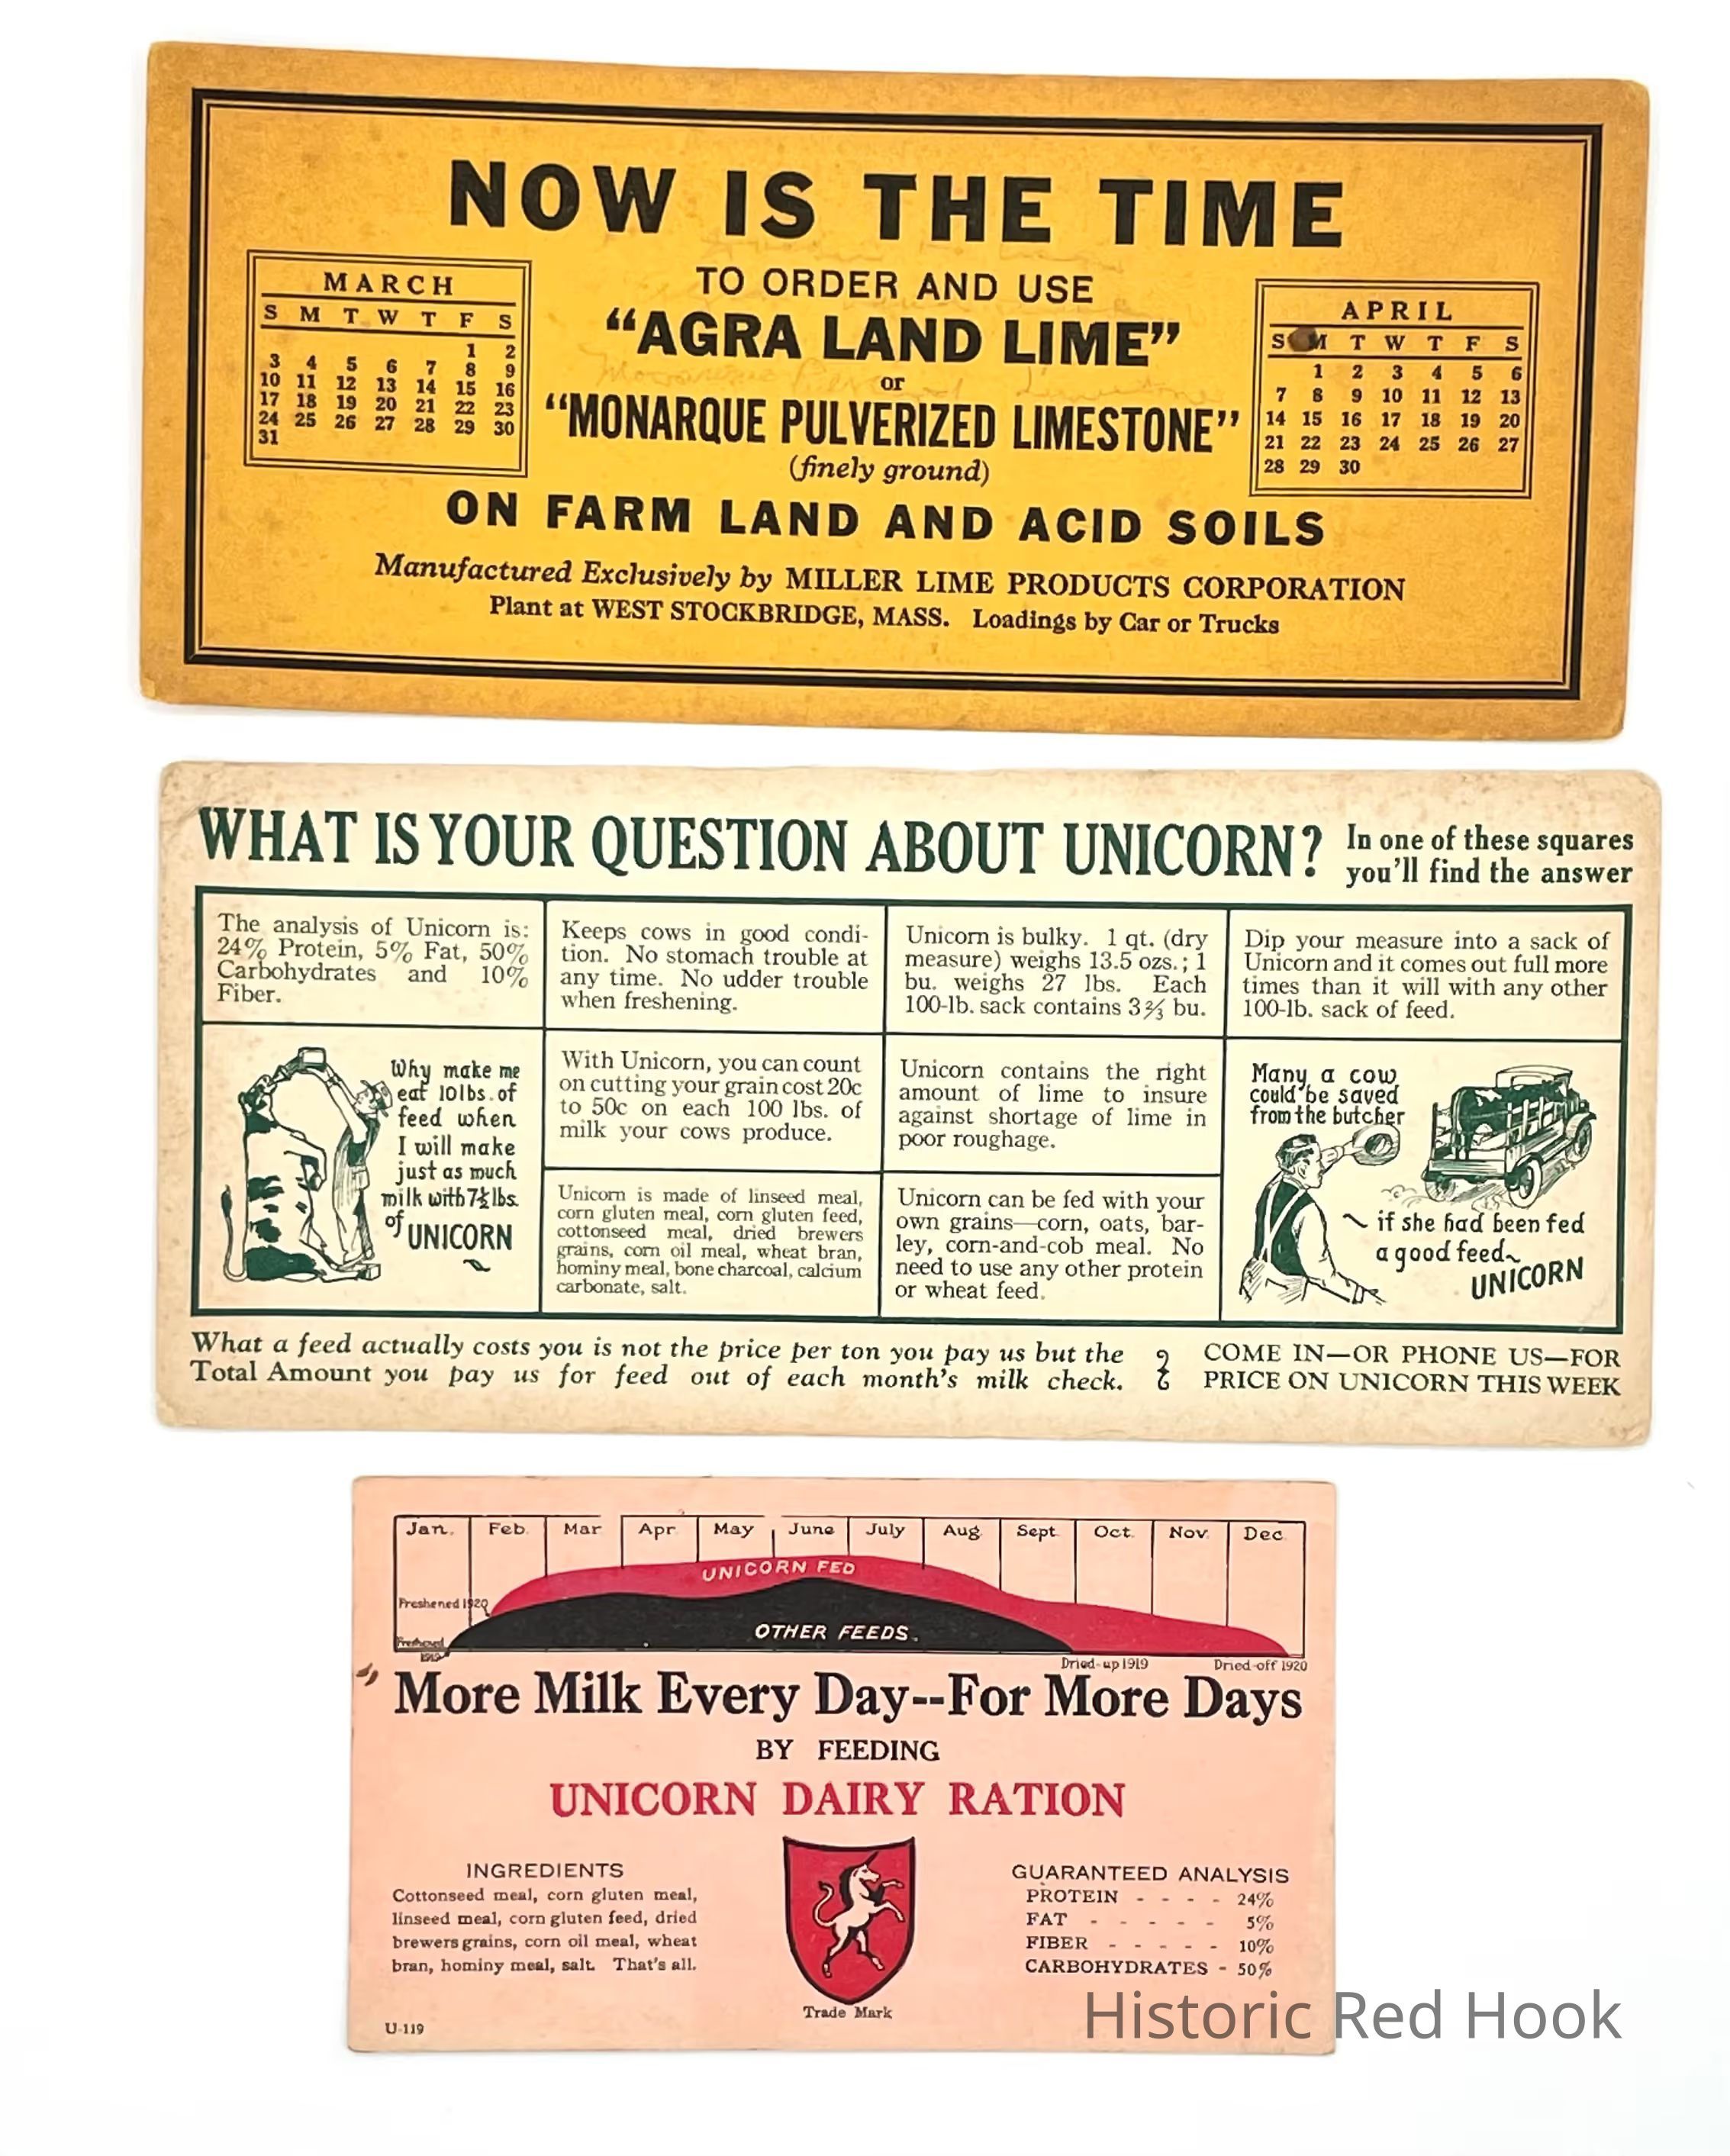 NOW IS THE TIME
TO ORDER AND USE
"AGRA LAND LIME"
or
"MONARQUE PULVERIZED LIMESTONE"
(finely ground)
ON FARM LAND AND ACID SOILS
Manufactured Exclusively by MILLER LIME PRODUCTS CORPORATION
Plant at WEST STOCKBRIDGE, MASS. Loadings by Car or Trucks
MARCH
S M T W T F S
1 2
3 4 5 6 7 8 9
10 11 12 13 14 15 16
17 18 19 20 21 22 23
24 25 26 27 28 29 30
31
APRIL
S M T W T F S
1 2 3 4 5 6
7 8 9 10 11 12 13
14 15 16 17 18 19 20
21 22 23 24 25 26 27
28 29 30
WHAT IS YOUR QUESTION ABOUT UNICORN?
In one of these squares
you'll find the answer
The analysis of Unicorn is:
24% Protein, 5% Fat, 50%
Carbohydrates and 10%
Fiber.
Keeps cows in good condi-
tion. No stomach trouble at
any time. No udder trouble
when freshening.
Unicorn is bulky. 1 qt. (dry
measure) weighs 13.5 ozs.; 1
bu. weighs 27 lbs. Each
100-lb. sack contains 3⅔ bu.
Dip your measure into a sack of
Unicorn and it comes out full more
times than it will with any other
100-lb. sack of feed.
Why make me
eat 10lbs. of
feed when
I will make
just as much
milk with 7½ lbs.
of UNICORN
With Unicorn, you can count
on cutting your grain cost 20c
to 50c on each 100 lbs. of
milk your cows produce.
Unicorn contains the right
amount of lime to insure
against shortage of lime in
poor roughage.
Many a cow
could be saved
from the butcher
~ if she had been fed
a good feed~
UNICORN
Unicorn is made of linseed meal,
corn gluten meal, corn gluten feed,
cottonseed meal, dried brewers
grains, corn oil meal, wheat bran,
hominy meal, bone charcoal, calcium
carbonate, salt.
Unicorn can be fed with your
own grains—corn, oats, bar-
ley, corn-and-cob meal. No
need to use any other protein
or wheat feed.
What a feed actually costs you is not the price per ton you pay us but the
Total Amount you pay us for feed out of each month's milk check.
COME IN—OR PHONE US—FOR
PRICE ON UNICORN THIS WEEK
Jan. Feb. Mar Apr. May June July Aug. Sept. Oct. Nov. Dec.
UNICORN FED
Freshened 1920
OTHER FEEDS.
Freshened
1919
Dried-up 1919
Dried-off 1920
More Milk Every Day--For More Days
BY FEEDING
UNICORN DAIRY RATION
INGREDIENTS
Cottonseed meal, corn gluten meal,
linseed meal, corn gluten feed, dried
brewers grains, corn oil meal, wheat
bran, hominy meal, salt. That's all.
Trade Mark
GUARANTEED ANALYSIS
PROTEIN - - - - 24%
FAT - - - - - 5%
FIBER - - - - - 10%
CARBOHYDRATES - 50%
U-119
Historic Red Hook